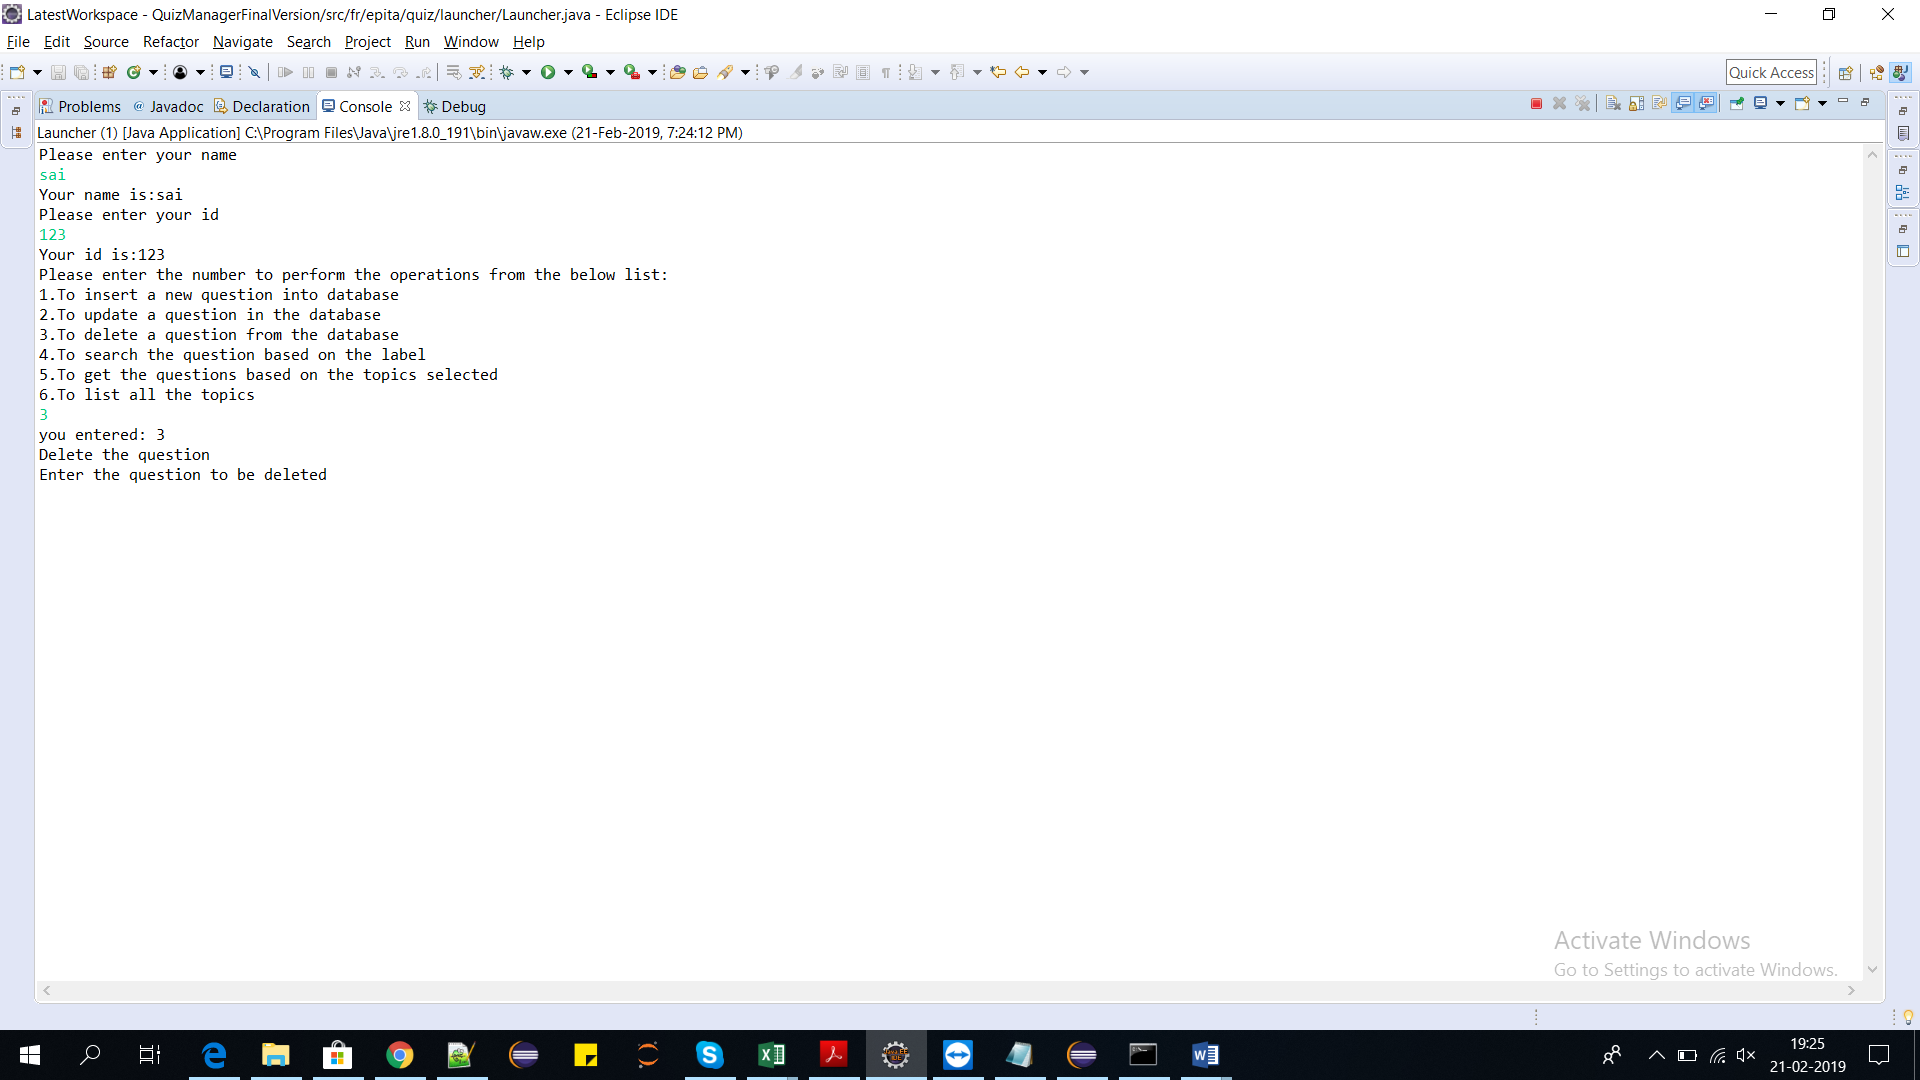 LatestWorkspace - QuizManagerFinalVersion/src/fr/epita/quiz/launcher/Launcher.java - Eclipse IDE
File Edit Source Refactor Navigate Search Project Run Window Help
Quick Access
Problems @ Javadoc Declaration Console Debug
Launcher (1) [Java Application] C:\Program Files\Java\jre1.8.0_191\bin\javaw.exe (21-Feb-2019, 7:24:12 PM)
Please enter your name
sai
Your name is:sai
Please enter your id
123
Your id is:123
Please enter the number to perform the operations from the below list:
1.To insert a new question into database
2.To update a question in the database
3.To delete a question from the database
4.To search the question based on the label
5.To get the questions based on the topics selected
6.To list all the topics
3
you entered: 3
Delete the question
Enter the question to be deleted
Activate Windows
Go to Settings to activate Windows.
19:25
21-02-2019